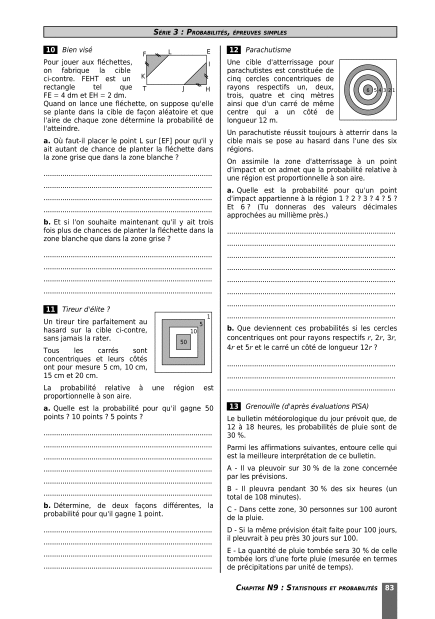 SÉRIE 3 : PROBABILITÉS, ÉPREUVES SIMPLES
10 Bien visé
Pour jouer aux fléchettes,
on fabrique la cible
ci-contre. FEHT est un
rectangle tel que
FE = 4 dm et EH = 2 dm.
F L E
I
K
T J H
Quand on lance une fléchette, on suppose qu'elle
se plante dans la cible de façon aléatoire et que
l'aire de chaque zone détermine la probabilité de
l'atteindre.
a. Où faut-il placer le point L sur [EF] pour qu'il y
ait autant de chance de planter la fléchette dans
la zone grise que dans la zone blanche ?
b. Et si l'on souhaite maintenant qu'il y ait trois
fois plus de chances de planter la fléchette dans la
zone blanche que dans la zone grise ?
11 Tireur d'élite ?
Un tireur tire parfaitement au
hasard sur la cible ci-contre,
sans jamais la rater.
Tous les carrés sont
concentriques et leurs côtés
ont pour mesure 5 cm, 10 cm,
15 cm et 20 cm.
1
5
10
50
La probabilité relative à une région est
proportionnelle à son aire.
a. Quelle est la probabilité pour qu'il gagne 50
points ? 10 points ? 5 points ?
b. Détermine, de deux façons différentes, la
probabilité pour qu'il gagne 1 point.
12 Parachutisme
Une cible d'atterrissage pour
parachutistes est constituée de
cinq cercles concentriques de
rayons respectifs un, deux,
trois, quatre et cinq mètres
ainsi que d'un carré de même
centre qui a un côté de
longueur 12 m.
6 5 4 3 2 1
Un parachutiste réussit toujours à atterrir dans la
cible mais se pose au hasard dans l'une des six
régions.
On assimile la zone d'atterrissage à un point
d'impact et on admet que la probabilité relative à
une région est proportionnelle à son aire.
a. Quelle est la probabilité pour qu'un point
d'impact appartienne à la région 1 ? 2 ? 3 ? 4 ? 5 ?
Et 6 ? (Tu donneras des valeurs décimales
approchées au millième près.)
b. Que deviennent ces probabilités si les cercles
concentriques ont pour rayons respectifs r, 2r, 3r,
4r et 5r et le carré un côté de longueur 12r ?
13 Grenouille (d'après évaluations PISA)
Le bulletin météorologique du jour prévoit que, de
12 à 18 heures, les probabilités de pluie sont de
30 %.
Parmi les affirmations suivantes, entoure celle qui
est la meilleure interprétation de ce bulletin.
A - Il va pleuvoir sur 30 % de la zone concernée
par les prévisions.
B - Il pleuvra pendant 30 % des six heures (un
total de 108 minutes).
C - Dans cette zone, 30 personnes sur 100 auront
de la pluie.
D - Si la même prévision était faite pour 100 jours,
il pleuvrait à peu près 30 jours sur 100.
E - La quantité de pluie tombée sera 30 % de celle
tombée lors d'une forte pluie (mesurée en termes
de précipitations par unité de temps).
CHAPITRE N9 : STATISTIQUES ET PROBABILITÉS 83